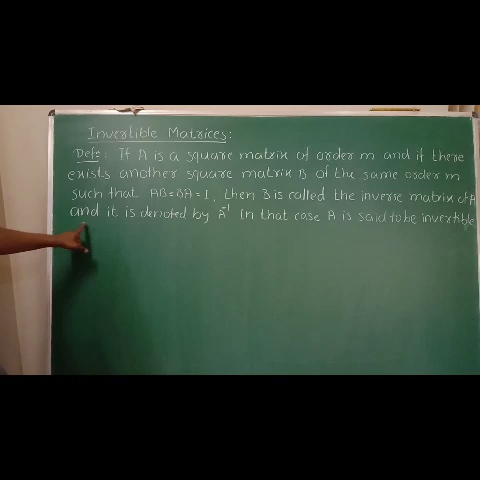 Invertible Matrices:
Defn: If A is a square matrix of order m and if there
exists another square matrix B of the same order m
such that AB = BA = I, then B is called the inverse matrix of A
and it is denoted by A⁻¹ In that case A is said to be invertible